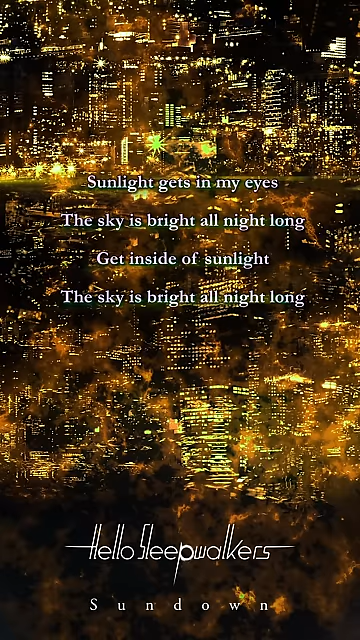 Sunlight gets in my eyes
The sky is bright all night long
Get inside of sunlight
The sky is bright all night long
Hello Sleepwalkers
Sundown